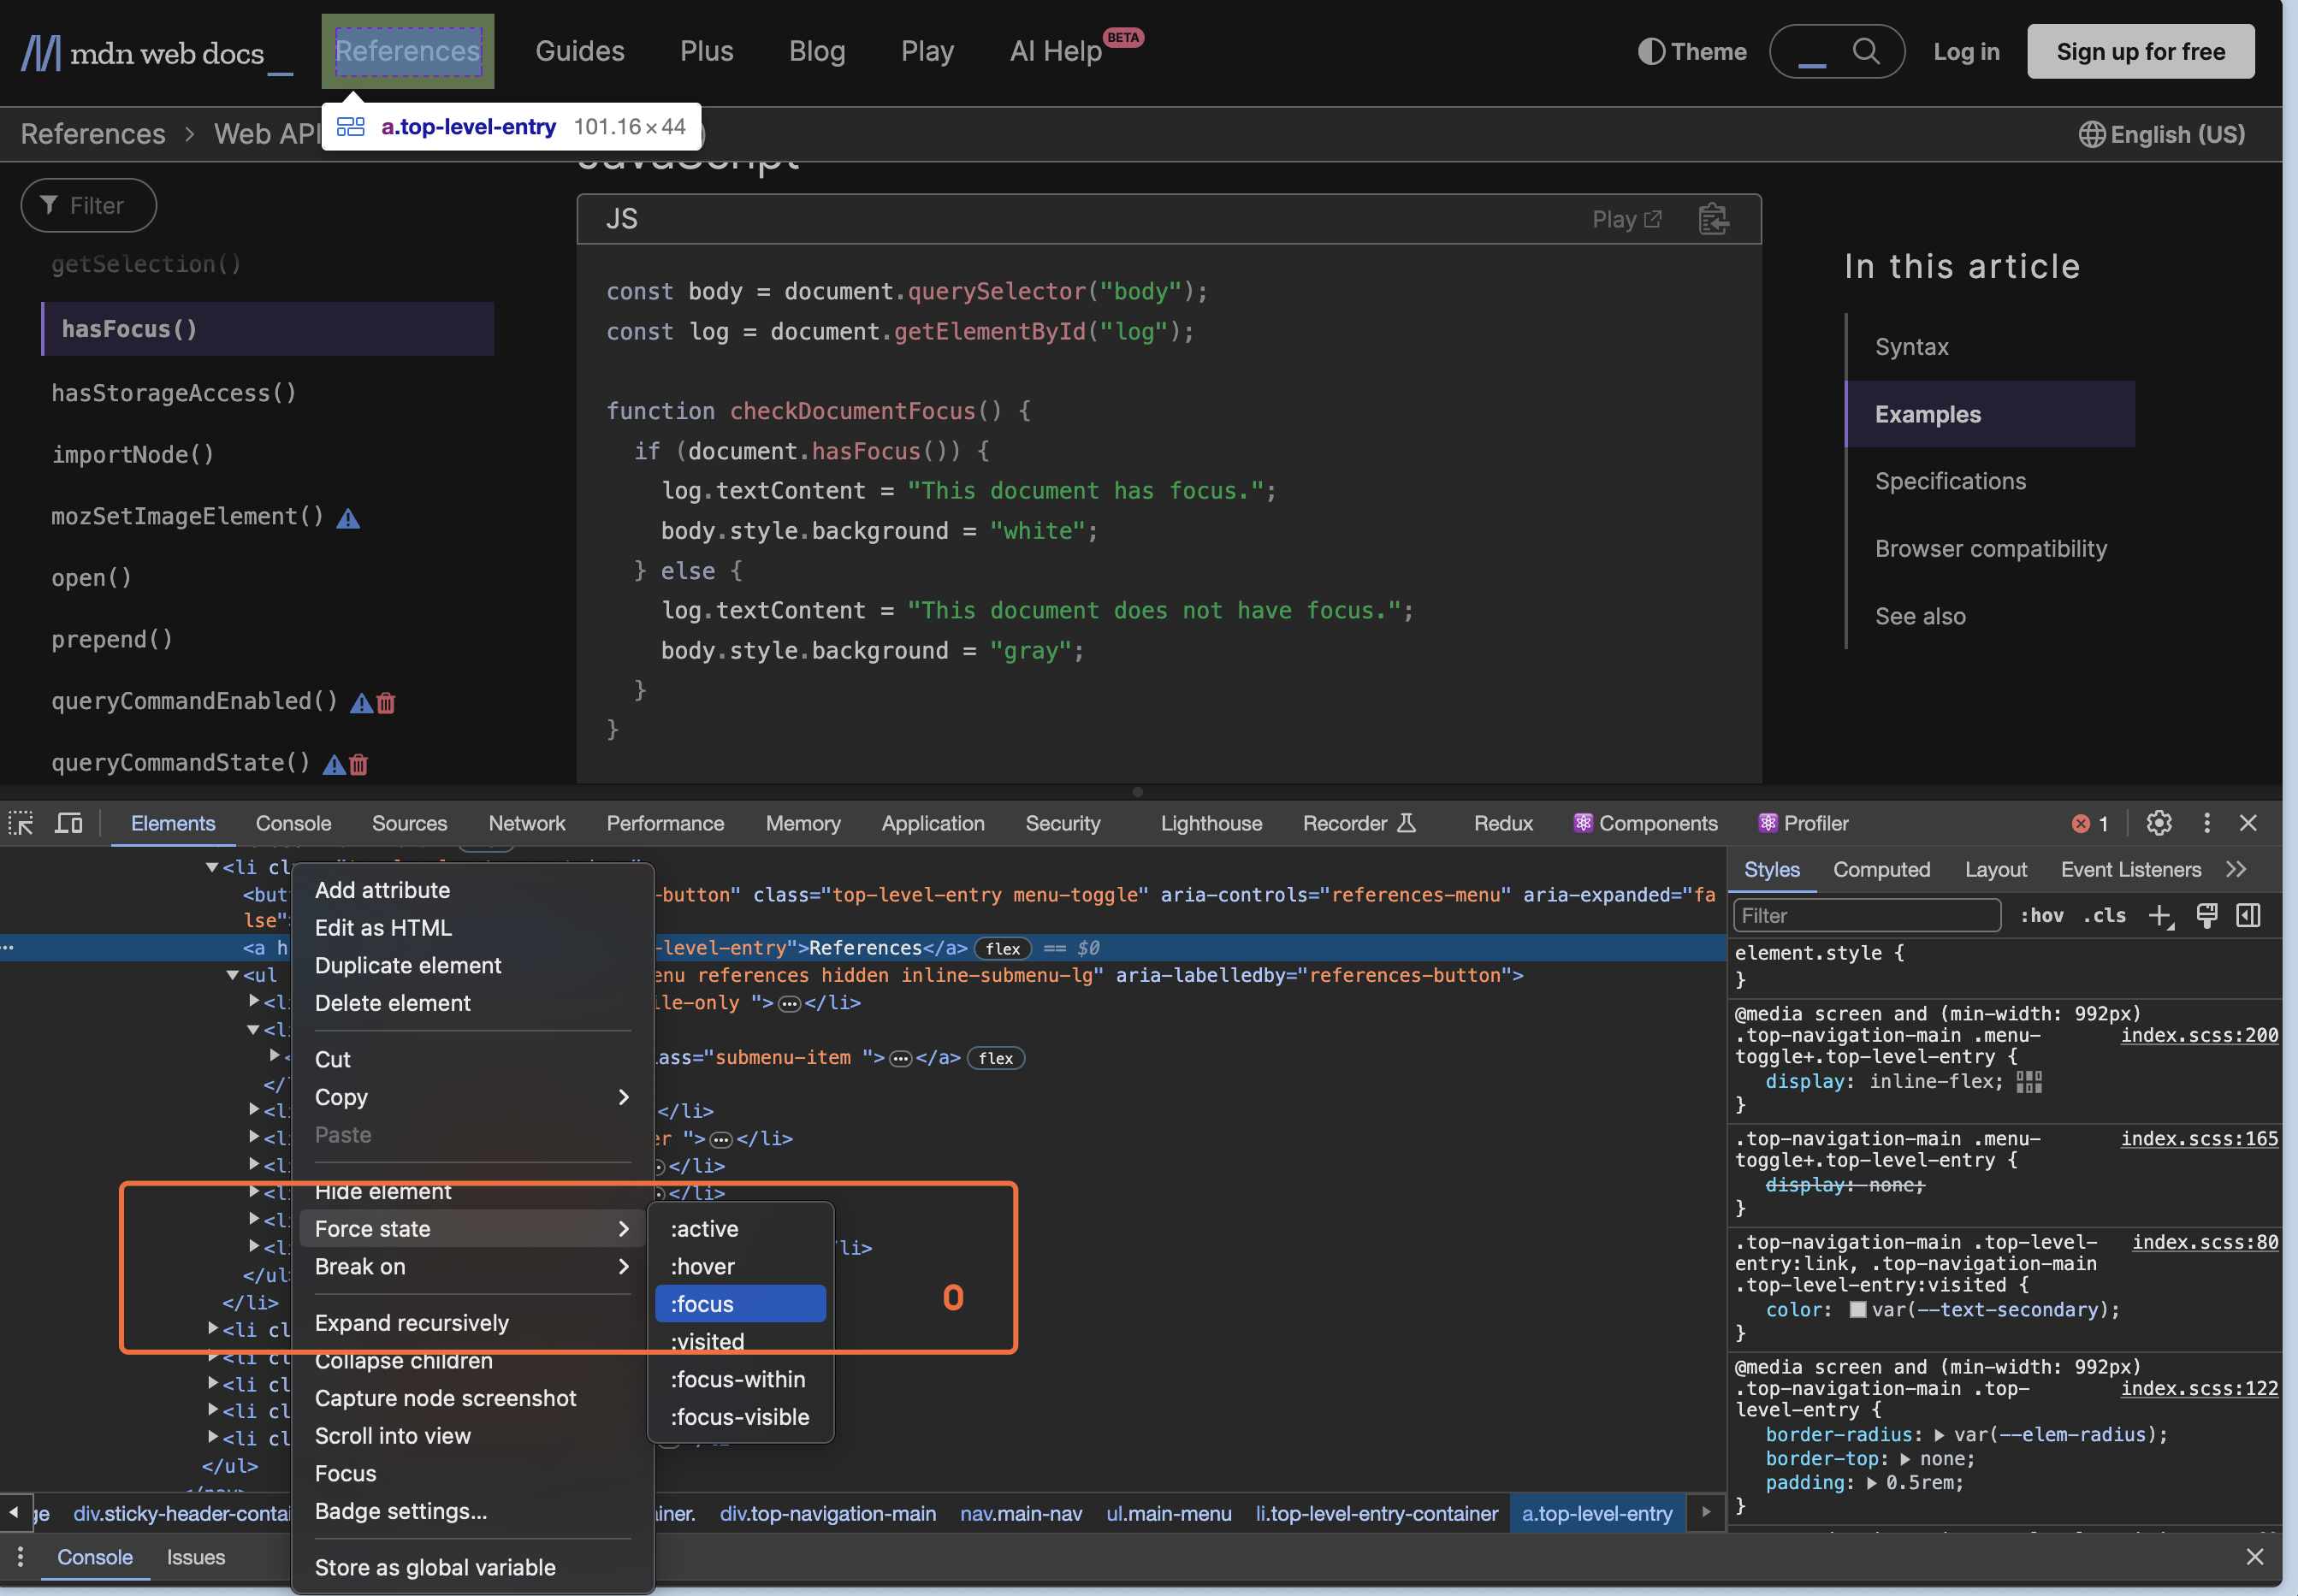 mdn web docs_
References
Guides
Plus
Blog
Play
AI Help
BETA
Theme
Log in
Sign up for free
References > Web API
a.top-level-entry 101.16×44
English (US)
JavaScript
Filter
getSelection()
hasFocus()
hasStorageAccess()
importNode()
mozSetImageElement()
open()
prepend()
queryCommandEnabled()
queryCommandState()
JS
Play
const body = document.querySelector("body");
const log = document.getElementById("log");
function checkDocumentFocus() {
if (document.hasFocus()) {
log.textContent = "This document has focus.";
body.style.background = "white";
} else {
log.textContent = "This document does not have focus.";
body.style.background = "gray";
}
}
In this article
Syntax
Examples
Specifications
Browser compatibility
See also
Elements
Console
Sources
Network
Performance
Memory
Application
Security
Lighthouse
Recorder
Redux
Components
Profiler
1
<li cl
<but -button" class="top-level-entry menu-toggle" aria-controls="references-menu" aria-expanded="fa
lse"
<a h -level-entry">References</a> flex == $0
<ul enu references hidden inline-submenu-lg" aria-labelledby="references-button">
<l ile-only ">…</li>
<l
< ass="submenu-item ">…</a> flex
</
<l </li>
<l er ">…</li>
<l </li>
<l </li>
<l
<l /li>
</ul
</li>
<li cl
<li cl
<li cl
<li cl
<li cl
</ul>
Add attribute
Edit as HTML
Duplicate element
Delete element
Cut
Copy
Paste
Hide element
Force state
Break on
Expand recursively
Collapse children
Capture node screenshot
Scroll into view
Focus
Badge settings...
Store as global variable
:active
:hover
:focus
:visited
:focus-within
:focus-visible
0
Styles
Computed
Layout
Event Listeners
Filter
:hov .cls
element.style {
}
@media screen and (min-width: 992px)
.top-navigation-main .menu- index.scss:200
toggle+.top-level-entry {
display: inline-flex;
}
.top-navigation-main .menu- index.scss:165
toggle+.top-level-entry {
display: none;
}
.top-navigation-main .top-level- index.scss:80
entry:link, .top-navigation-main
.top-level-entry:visited {
color: var(--text-secondary);
}
@media screen and (min-width: 992px)
.top-navigation-main .top- index.scss:122
level-entry {
border-radius: var(--elem-radius);
border-top: none;
padding: 0.5rem;
}
ge div.sticky-header-contai ainer. div.top-navigation-main nav.main-nav ul.main-menu li.top-level-entry-container a.top-level-entry
Console
Issues